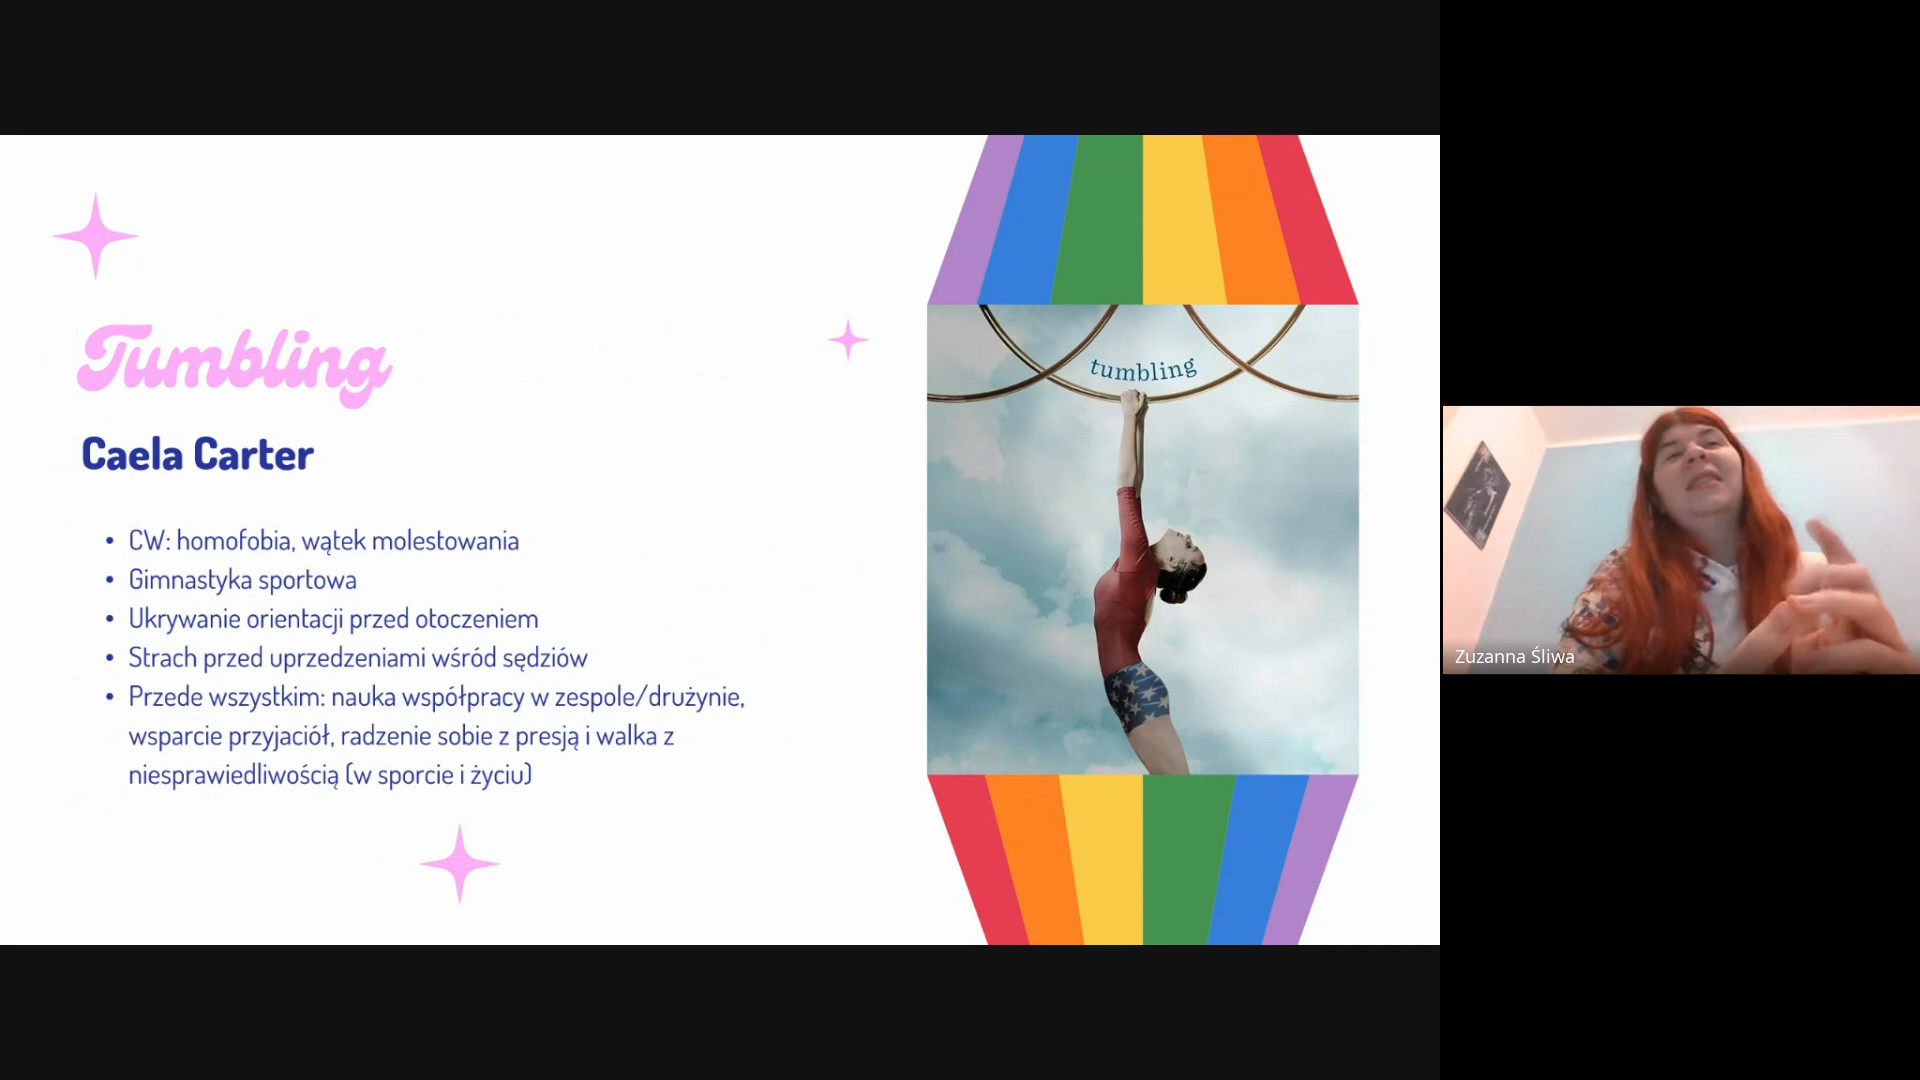 Tumbling
Caela Carter
• CW: homofobia, wątek molestowania
• Gimnastyka sportowa
• Ukrywanie orientacji przed otoczeniem
• Strach przed uprzedzeniami wśród sędziów
• Przede wszystkim: nauka współpracy w zespole/drużynie,
wsparcie przyjaciół, radzenie sobie z presją i walka z
niesprawiedliwością (w sporcie i życiu)
tumbling
Zuzanna Śliwa